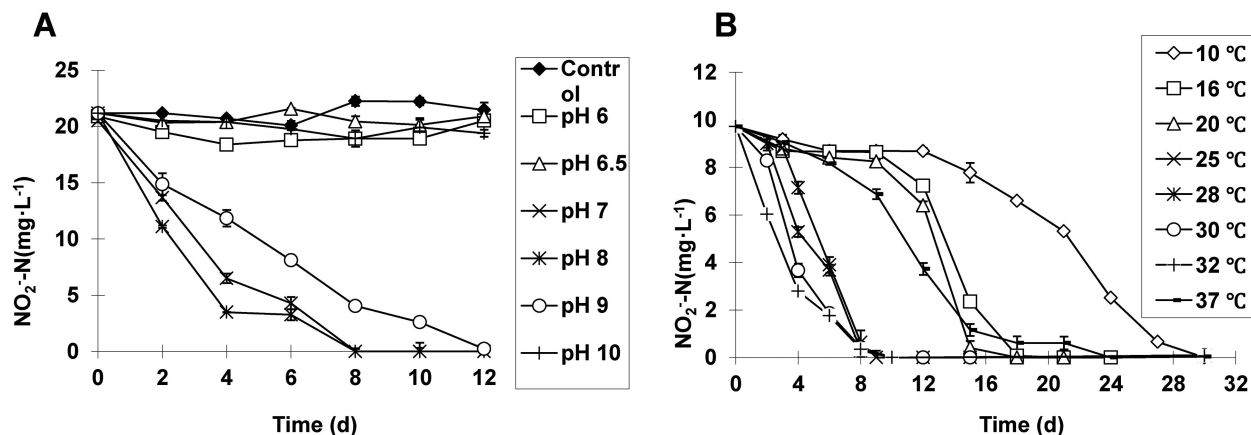 A
NO₂⁻-N(mg·L⁻¹)
25
20
15
10
5
0
0 2 4 6 8 10 12
Time (d)
Contr
ol
pH 6
pH 6.5
pH 7
pH 8
pH 9
pH 10
B
NO₂⁻-N(mg·L⁻¹)
12
10
8
6
4
2
0
0 4 8 12 16 20 24 28 32
Time (d)
10 ℃
16 ℃
20 ℃
25 ℃
28 ℃
30 ℃
32 ℃
37 ℃